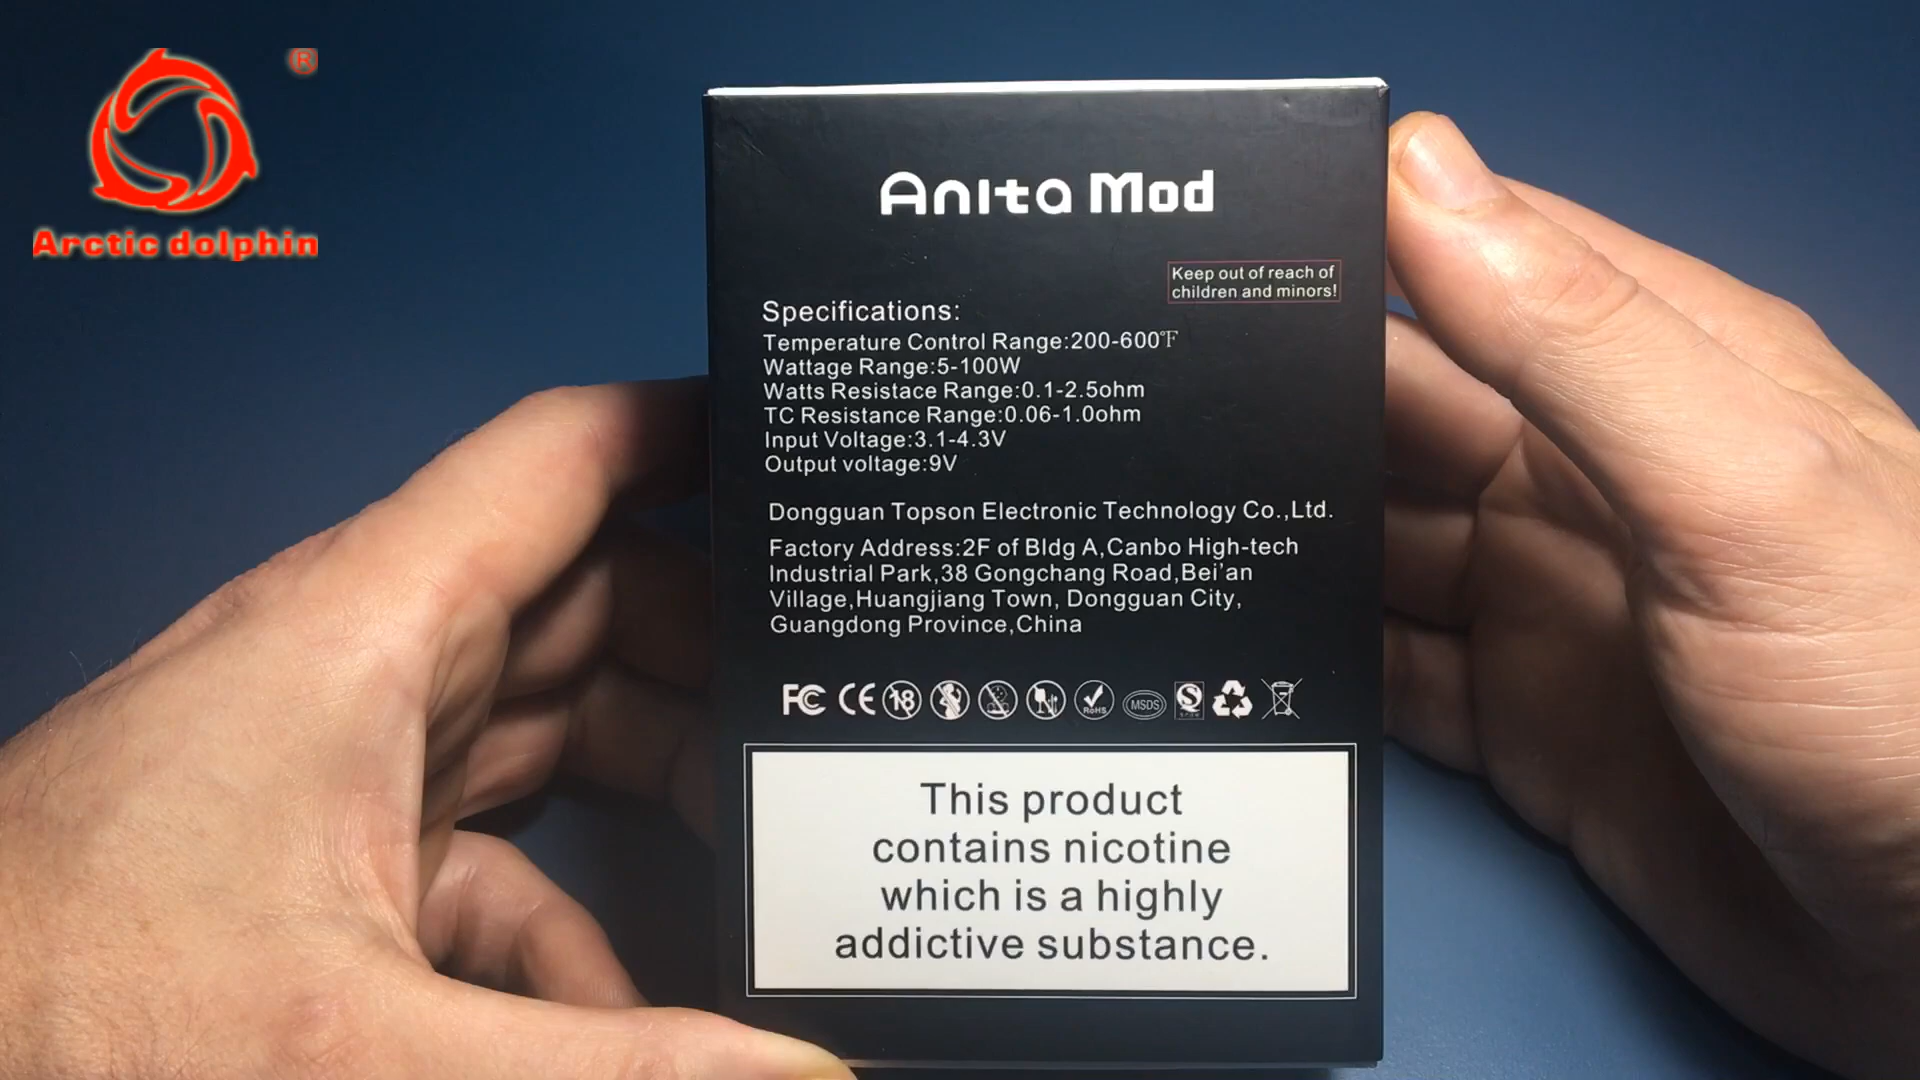 ®
Arctic dolphin
Anita Mod
Keep out of reach of
children and minors!
Specifications:
Temperature Control Range:200-600℉
Wattage Range:5-100W
Watts Resistace Range:0.1-2.5ohm
TC Resistance Range:0.06-1.0ohm
Input Voltage:3.1-4.3V
Output voltage:9V
Dongguan Topson Electronic Technology Co.,Ltd.
Factory Address:2F of Bldg A,Canbo High-tech
Industrial Park,38 Gongchang Road,Bei'an
Village,Huangjiang Town, Dongguan City,
Guangdong Province,China
FC CE 18 RoHS MSDS
This product
contains nicotine
which is a highly
addictive substance.